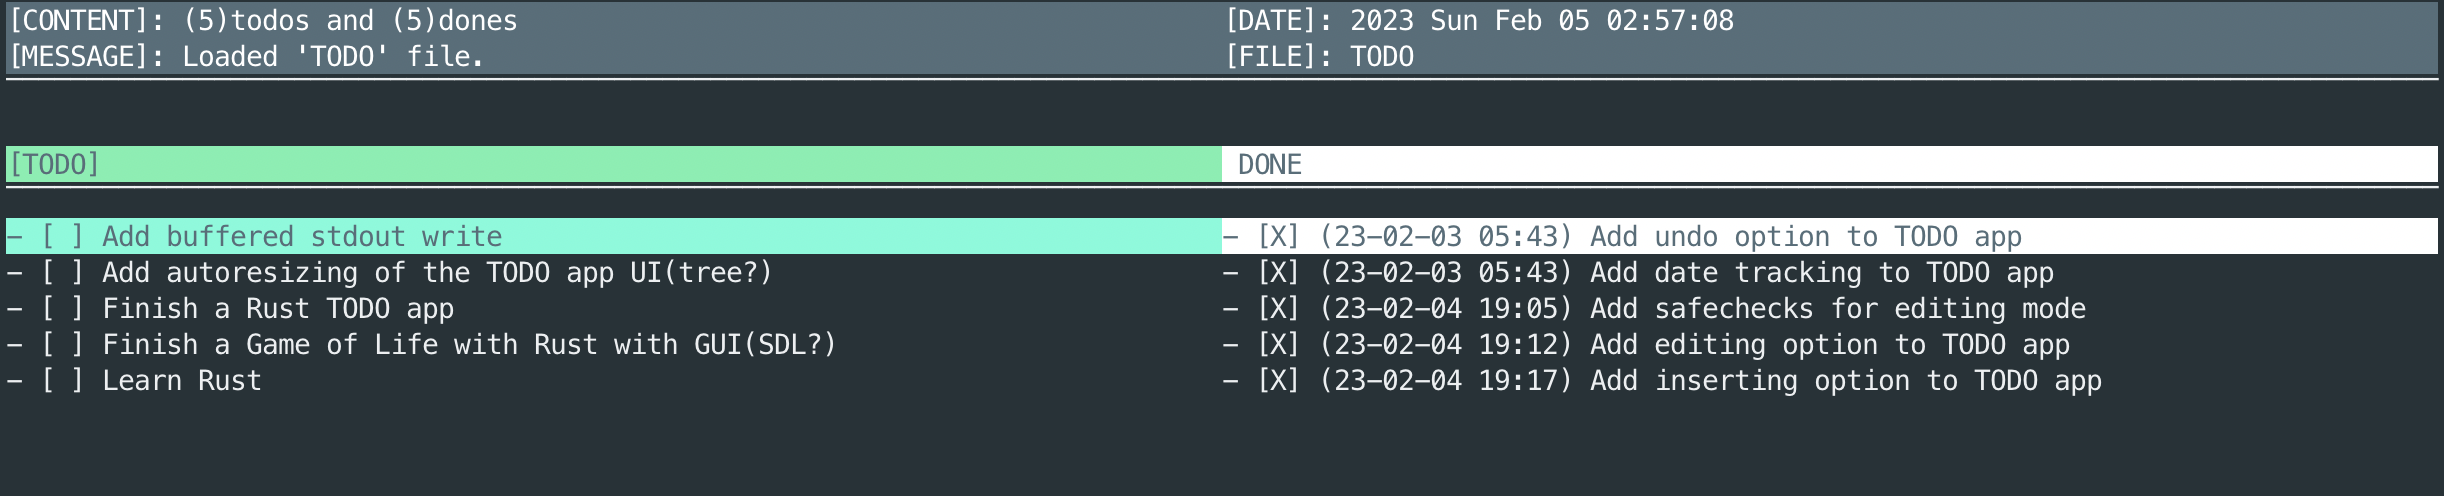 [CONTENT]: (5)todos and (5)dones
[DATE]: 2023 Sun Feb 05 02:57:08
[MESSAGE]: Loaded 'TODO' file.
[FILE]: TODO
[TODO]
- [ ] Add buffered stdout write
- [ ] Add autoresizing of the TODO app UI(tree?)
- [ ] Finish a Rust TODO app
- [ ] Finish a Game of Life with Rust with GUI(SDL?)
- [ ] Learn Rust
DONE
- [X] (23-02-03 05:43) Add undo option to TODO app
- [X] (23-02-03 05:43) Add date tracking to TODO app
- [X] (23-02-04 19:05) Add safechecks for editing mode
- [X] (23-02-04 19:12) Add editing option to TODO app
- [X] (23-02-04 19:17) Add inserting option to TODO app